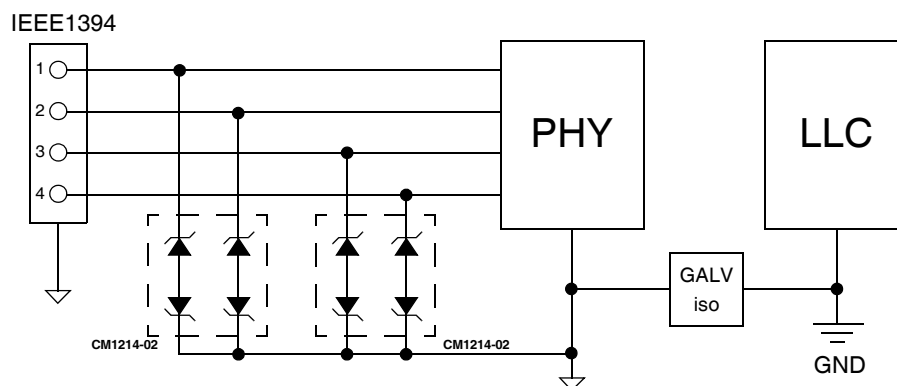 IEEE1394
1
2
3
4
PHY
LLC
GALV
iso
CM1214-02
CM1214-02
GND